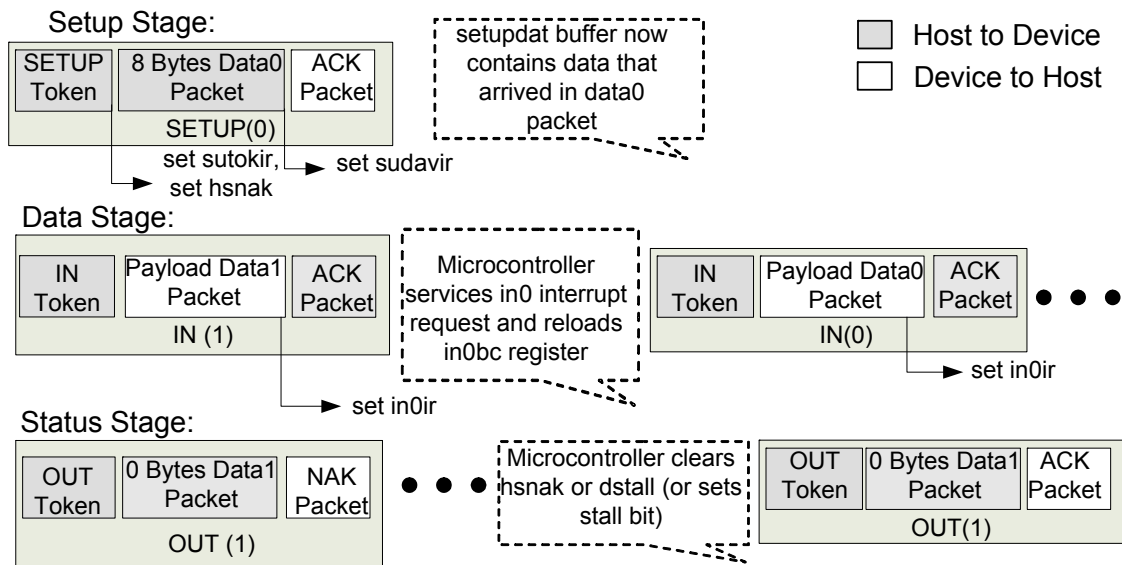 Setup Stage:
SETUP
Token
8 Bytes Data0
Packet
ACK
Packet
SETUP(0)
set sutokir,
set hsnak
set sudavir
setupdat buffer now
contains data that
arrived in data0
packet
Host to Device
Device to Host
Data Stage:
IN
Token
Payload Data1
Packet
ACK
Packet
IN (1)
set in0ir
Microcontroller
services in0 interrupt
request and reloads
in0bc register
IN
Token
Payload Data0
Packet
ACK
Packet
IN(0)
set in0ir
Status Stage:
OUT
Token
0 Bytes Data1
Packet
NAK
Packet
OUT (1)
Microcontroller clears
hsnak or dstall (or sets
stall bit)
OUT
Token
0 Bytes Data1
Packet
ACK
Packet
OUT(1)